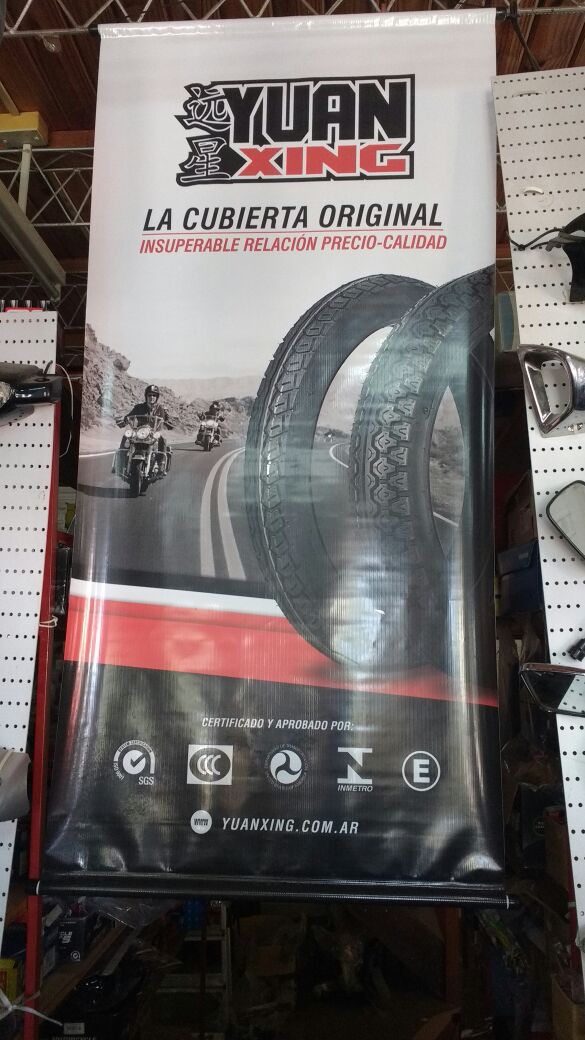 远星
YUAN
XING
LA CUBIERTA ORIGINAL
INSUPERABLE RELACIÓN PRECIO-CALIDAD
CERTIFICADO Y APROBADO POR:
SGS
CCC
INMETRO
E
WWW
YUANXING.COM.AR